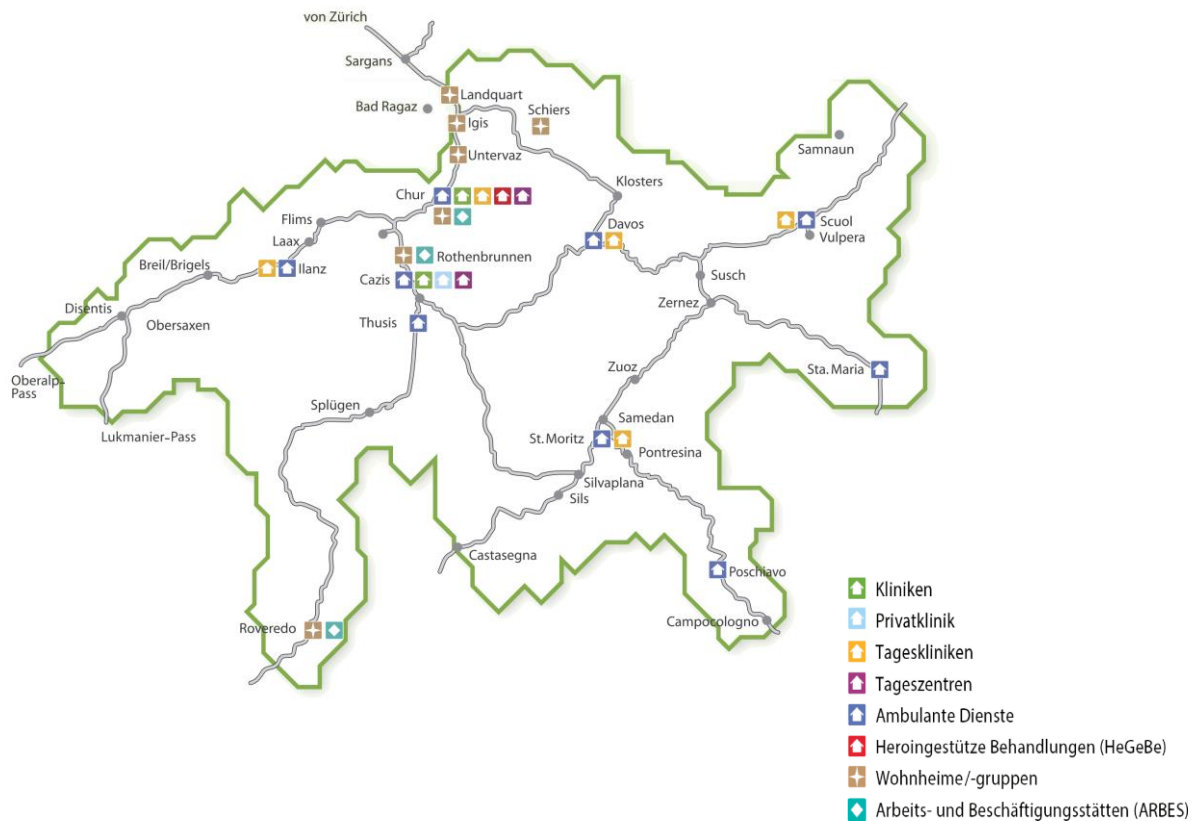 von Zürich
Sargans
Landquart
Bad Ragaz
Schiers
Igis
Samnaun
Untervaz
Klosters
Chur
Flims
Davos
Scuol
Vulpera
Laax
Rothenbrunnen
Breil/Brigels
Ilanz
Susch
Cazis
Zernez
Disentis
Obersaxen
Thusis
Zuoz
Sta. Maria
Oberalp-
Pass
Splügen
Samedan
Lukmanier-Pass
St. Moritz
Pontresina
Silvaplana
Sils
Castasegna
Poschiavo
Campocologno
Roveredo
Kliniken
Privatklinik
Tageskliniken
Tageszentren
Ambulante Dienste
Heroingestütze Behandlungen (HeGeBe)
Wohnheime/-gruppen
Arbeits- und Beschäftigungsstätten (ARBES)